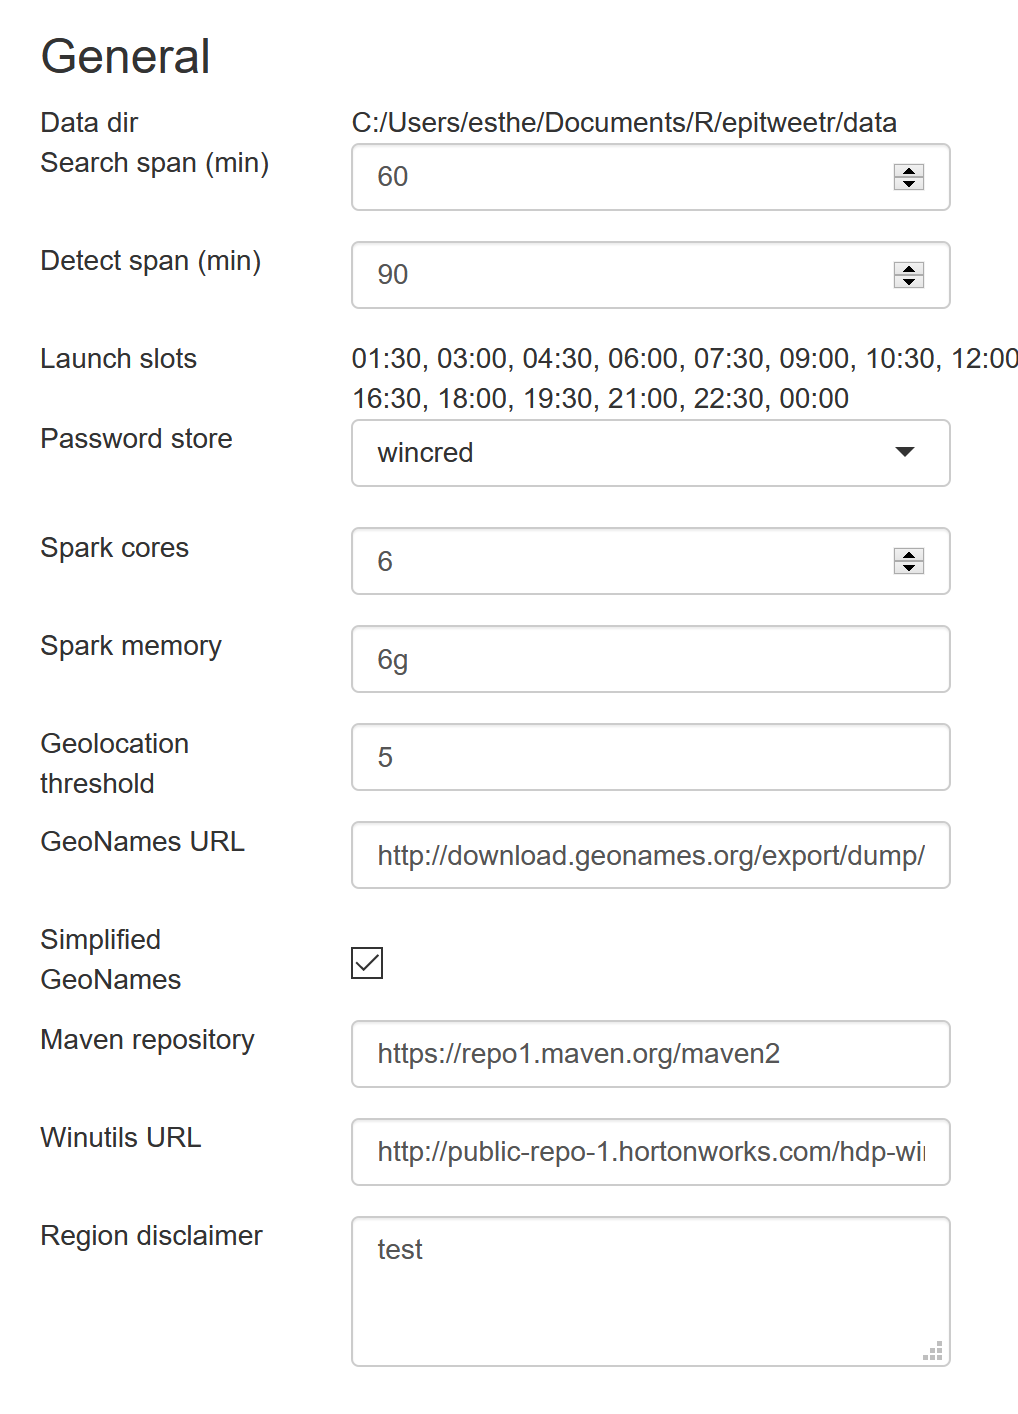 General
Data dir
C:/Users/esthe/Documents/R/epitweetr/data
Search span (min)
60
Detect span (min)
90
Launch slots
01:30, 03:00, 04:30, 06:00, 07:30, 09:00, 10:30, 12:00
16:30, 18:00, 19:30, 21:00, 22:30, 00:00
Password store
wincred
Spark cores
6
Spark memory
6g
Geolocation
threshold
5
GeoNames URL
http://download.geonames.org/export/dump/
Simplified
GeoNames
Maven repository
https://repo1.maven.org/maven2
Winutils URL
http://public-repo-1.hortonworks.com/hdp-wi
Region disclaimer
test